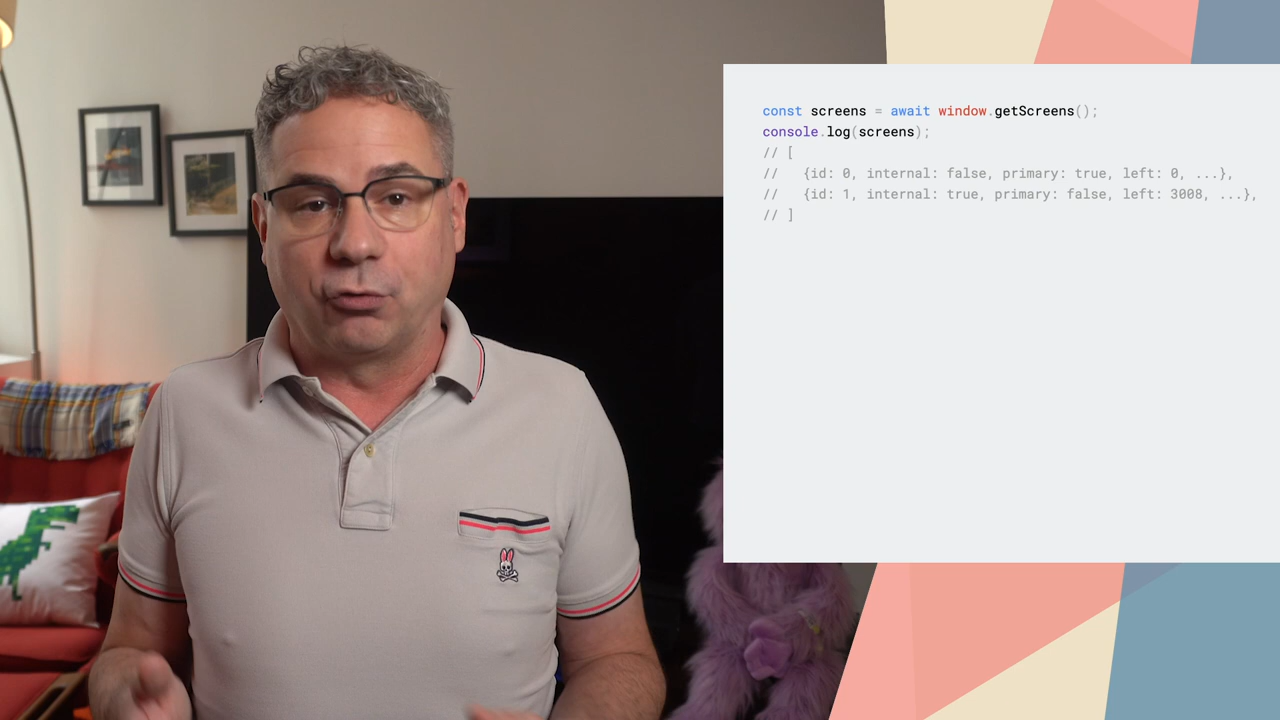 const screens = await window.getScreens();
console.log(screens);
// [
//   {id: 0, internal: false, primary: true, left: 0, ...},
//   {id: 1, internal: true, primary: false, left: 3008, ...},
// ]